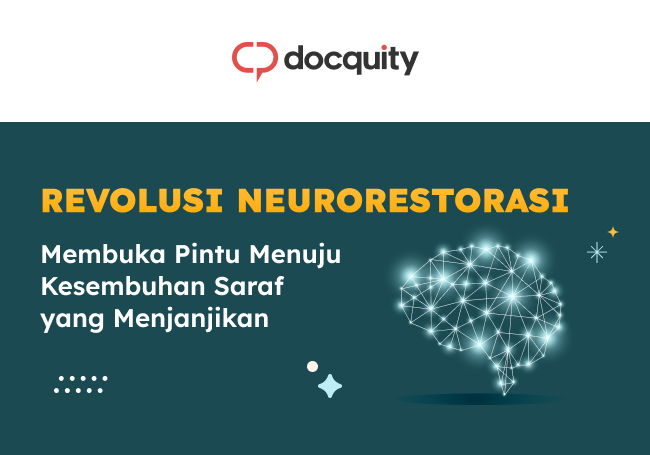 docquity
REVOLUSI NEURORESTORASI
Membuka Pintu Menuju
Kesembuhan Saraf
yang Menjanjikan